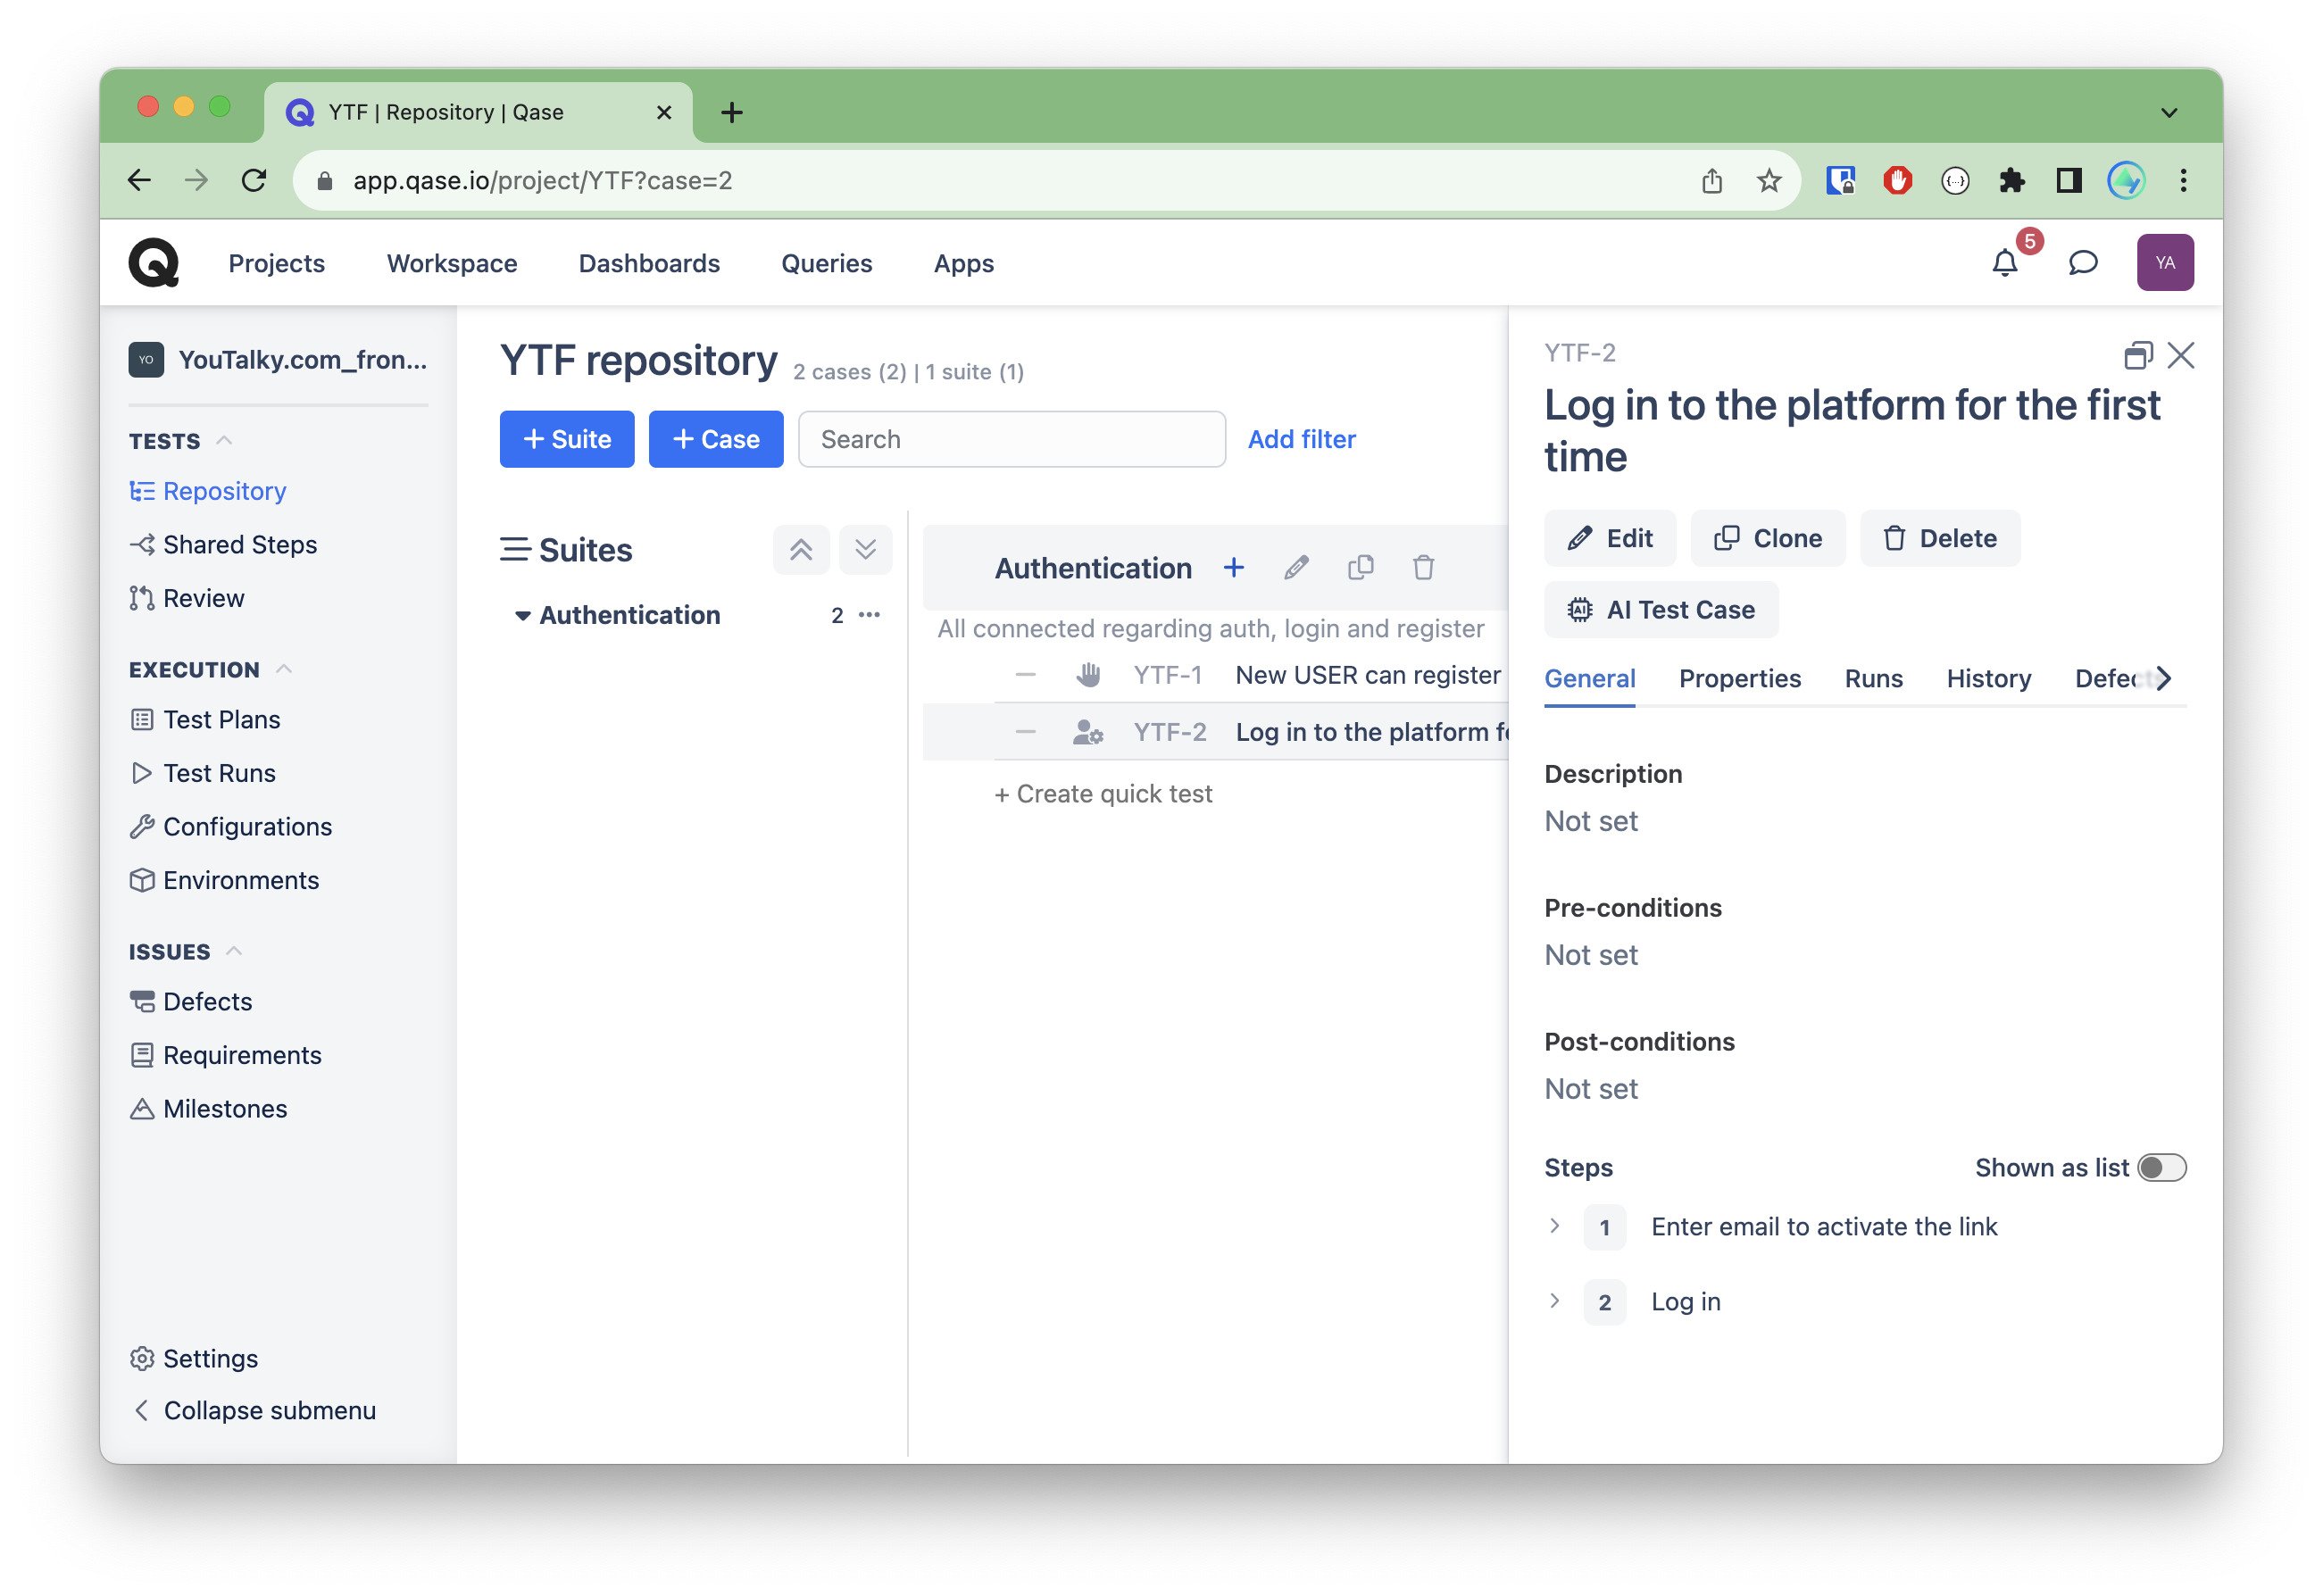 YTF | Repository | Qase
app.qase.io/project/YTF?case=2
Projects
Workspace
Dashboards
Queries
Apps
5
YA
YO
YouTalky.com_fron...
TESTS
Repository
Shared Steps
Review
EXECUTION
Test Plans
Test Runs
Configurations
Environments
ISSUES
Defects
Requirements
Milestones
Settings
Collapse submenu
YTF repository 2 cases (2) | 1 suite (1)
+ Suite
+ Case
Search
Add filter
Suites
Authentication 2 ...
Authentication
All connected regarding auth, login and register
YTF-1 New USER can register
YTF-2 Log in to the platform fo
+ Create quick test
YTF-2
Log in to the platform for the first
time
Edit
Clone
Delete
AI Test Case
General
Properties
Runs
History
Defects
Description
Not set
Pre-conditions
Not set
Post-conditions
Not set
Steps
Shown as list
1 Enter email to activate the link
2 Log in